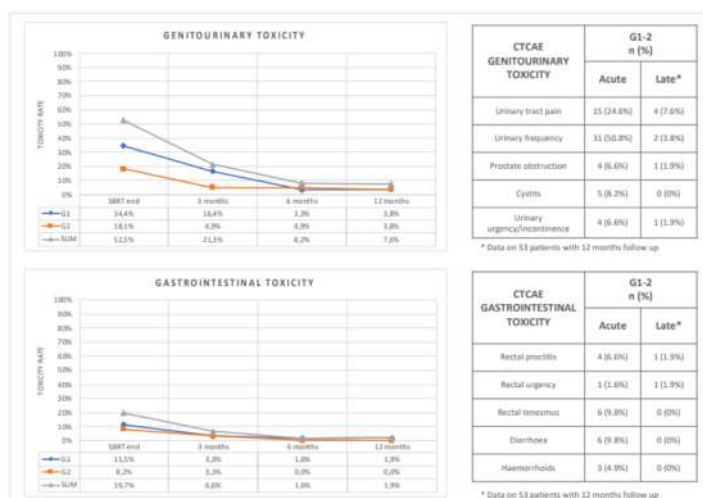 GENITOURINARY TOXICITY
100%
90%
80%
70%
60%
50%
40%
30%
20%
10%
0%
TOXICITY RATE
SBRT end 3 months 6 months 12 months
G1 34,4% 16,4% 3,3% 3,8%
G2 18,1% 4,9% 4,9% 3,8%
SUM 52,5% 21,3% 8,2% 7,6%
CTCAE GENITOURINARY TOXICITY
G1-2
n (%)
Acute Late*
Urinary tract pain 15 (24.6%) 4 (7.6%)
Urinary frequency 31 (50.8%) 2 (3.8%)
Prostate obstruction 4 (6.6%) 1 (1.9%)
Cystits 5 (8.2%) 0 (0%)
Urinary urgency/incontinence 4 (6.6%) 1 (1.9%)
* Data on 53 patients with 12 months follow up
GASTROINTESTINAL TOXICITY
100%
90%
80%
70%
60%
50%
40%
30%
20%
10%
0%
TOXICITY RATE
SBRT end 3 months 6 months 12 months
G1 11,5% 3,3% 1,6% 1,9%
G2 8,2% 3,3% 0,0% 0,0%
SUM 19,7% 6,6% 1,6% 1,9%
CTCAE GASTROINTESTINAL TOXICITY
G1-2
n (%)
Acute Late*
Rectal proctitis 4 (6.6%) 1 (1.9%)
Rectal urgency 1 (1.6%) 1 (1.9%)
Rectal tenesmus 6 (9.8%) 0 (0%)
Diarrhoea 6 (9.8%) 0 (0%)
Haemorrhoids 3 (4.9%) 0 (0%)
* Data on 53 patients with 12 months follow up